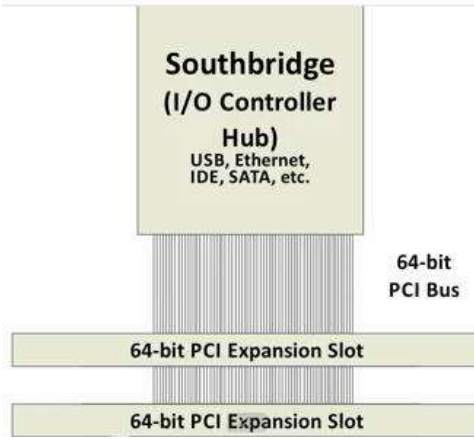 Southbridge
(I/O Controller
Hub)
USB, Ethernet,
IDE, SATA, etc.
64-bit
PCI Bus
64-bit PCI Expansion Slot
64-bit PCI Expansion Slot